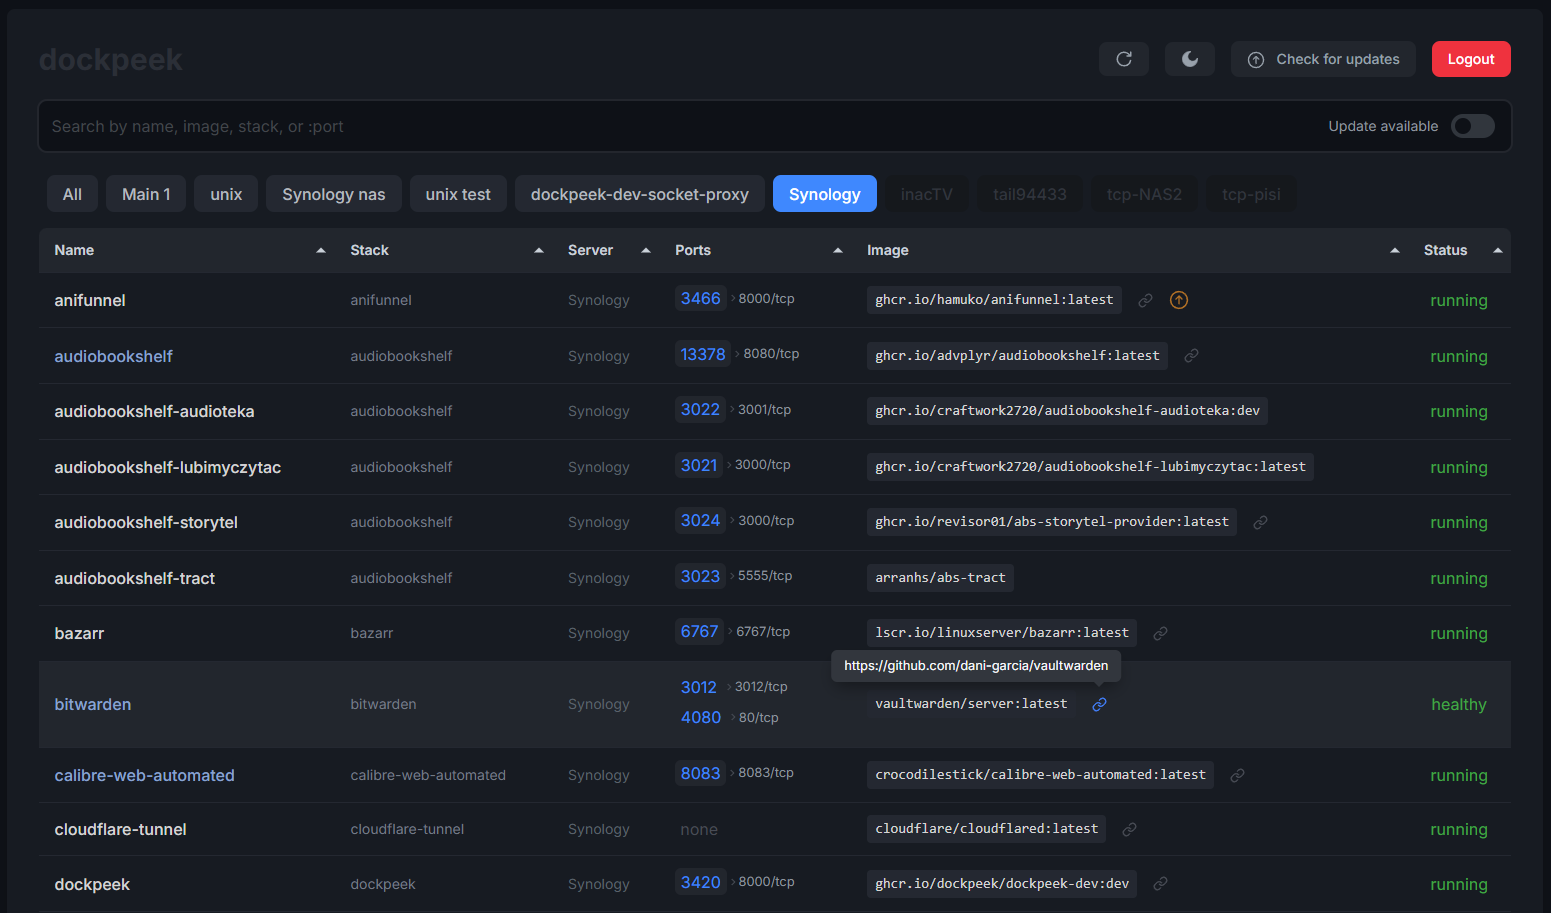 dockpeek
Check for updates
Logout
Search by name, image, stack, or :port
Update available
All Main 1 unix Synology nas unix test dockpeek-dev-socket-proxy Synology inacTV tail94433 tcp-NAS2 tcp-pisi
Name Stack Server Ports Image Status
anifunnel anifunnel Synology 3466 › 8000/tcp ghcr.io/hamuko/anifunnel:latest running
audiobookshelf audiobookshelf Synology 13378 › 8080/tcp ghcr.io/advplyr/audiobookshelf:latest running
audiobookshelf-audioteka audiobookshelf Synology 3022 › 3001/tcp ghcr.io/craftwork2720/audiobookshelf-audioteka:dev running
audiobookshelf-lubimyczytac audiobookshelf Synology 3021 › 3000/tcp ghcr.io/craftwork2720/audiobookshelf-lubimyczytac:latest running
audiobookshelf-storytel audiobookshelf Synology 3024 › 3000/tcp ghcr.io/revisor01/abs-storytel-provider:latest running
audiobookshelf-tract audiobookshelf Synology 3023 › 5555/tcp arranhs/abs-tract running
bazarr bazarr Synology 6767 › 6767/tcp lscr.io/linuxserver/bazarr:latest running
https://github.com/dani-garcia/vaultwarden
3012 › 3012/tcp
bitwarden bitwarden Synology vaultwarden/server:latest healthy
4080 › 80/tcp
calibre-web-automated calibre-web-automated Synology 8083 › 8083/tcp crocodilestick/calibre-web-automated:latest running
cloudflare-tunnel cloudflare-tunnel Synology none cloudflare/cloudflared:latest running
dockpeek dockpeek Synology 3420 › 8000/tcp ghcr.io/dockpeek/dockpeek-dev:dev running